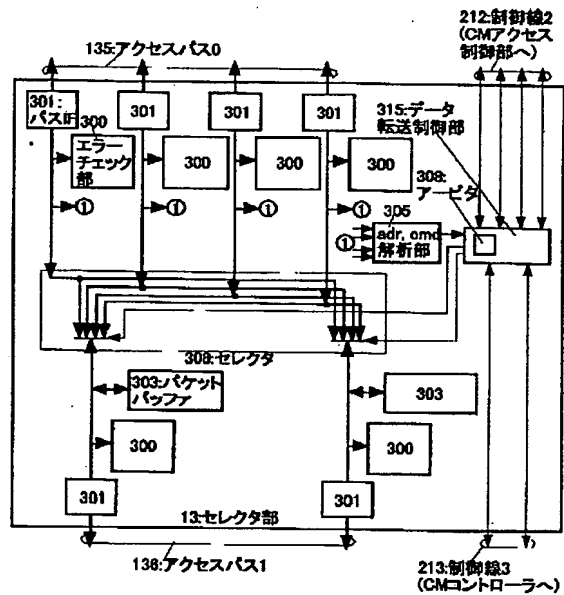 135:アクセスパス0
212:制御線2
(CMアクセス
制御部へ)
301:
パスIF
301
301
301
300
エラー
チェック
部
300
300
300
315:データ
転送制御部
308:
アービタ
①
①
①
①
305
adr, cmd
解析部
①
306:セレクタ
303:パケット
バッファ
303
300
300
301
301
13:セレクタ部
136:アクセスパス1
213:制御線3
(CMコントローラへ)